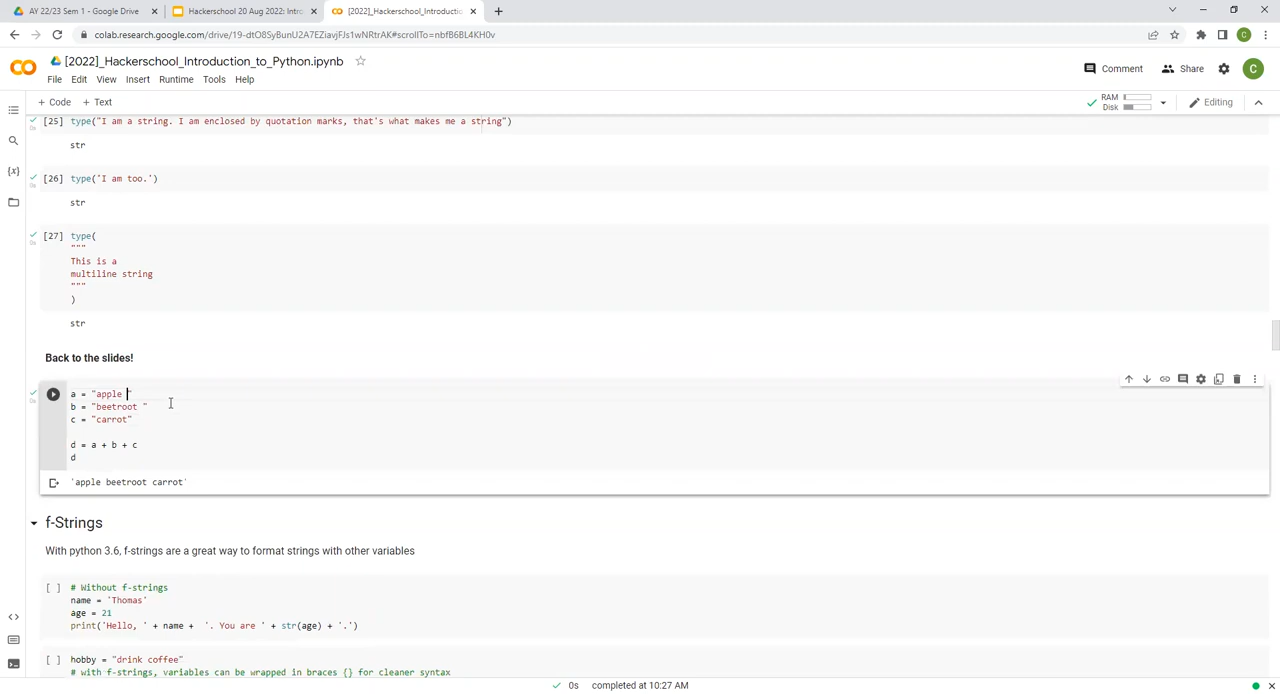 AY 22/23 Sem 1 - Google Drive
Hackerschool 20 Aug 2022: Intro
[2022]_Hackerschool_Introductio
colab.research.google.com/drive/19-dtO8SyBunU2A7EZiavjFJs1wNRtrAK#scrollTo=nbfB6BL4KH0v
C
CO
[2022]_Hackerschool_Introduction_to_Python.ipynb
File Edit View Insert Runtime Tools Help
Comment
Share
C
+ Code + Text
RAM
Disk
Editing
[25] type("I am a string. I am enclosed by quotation marks, that's what makes me a string")
0s
str
[26] type('I am too.')
0s
str
{x}
[27] type(
0s
"""
This is a
multiline string
"""
)
str
Back to the slides!
a = "apple "
0s
b = "beetroot "
c = "carrot"
d = a + b + c
d
'apple beetroot carrot'
f-Strings
With python 3.6, f-strings are a great way to format strings with other variables
[ ] # Without f-strings
name = 'Thomas'
age = 21
print('Hello, ' + name + '. You are ' + str(age) + '.')
[ ] hobby = "drink coffee"
# with f-strings, variables can be wrapped in braces {} for cleaner syntax
0s completed at 10:27 AM